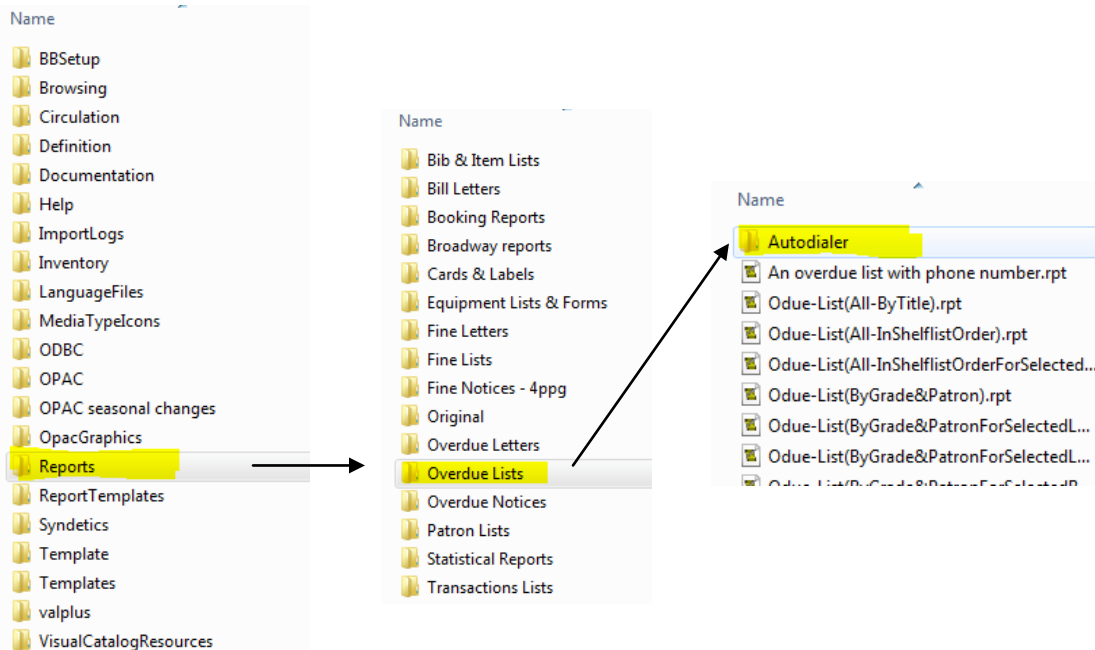 Name
BBSetup
Browsing
Circulation
Definition
Documentation
Help
ImportLogs
Inventory
LanguageFiles
MediaTypeIcons
ODBC
OPAC
OPAC seasonal changes
OpacGraphics
Reports
ReportTemplates
Syndetics
Template
Templates
valplus
VisualCatalogResources
Name
Bib & Item Lists
Bill Letters
Booking Reports
Broadway reports
Cards & Labels
Equipment Lists & Forms
Fine Letters
Fine Lists
Fine Notices - 4ppg
Original
Overdue Letters
Overdue Lists
Overdue Notices
Patron Lists
Statistical Reports
Transactions Lists
Name
Autodialer
An overdue list with phone number.rpt
Odue-List(All-ByTitle).rpt
Odue-List(All-InShelflistOrder).rpt
Odue-List(All-InShelflistOrderForSelected...
Odue-List(ByGrade&Patron).rpt
Odue-List(ByGrade&PatronForSelectedL...
Odue-List(ByGrade&PatronForSelectedL...
Odue-List(ByGrade&PatronForSelectedB...